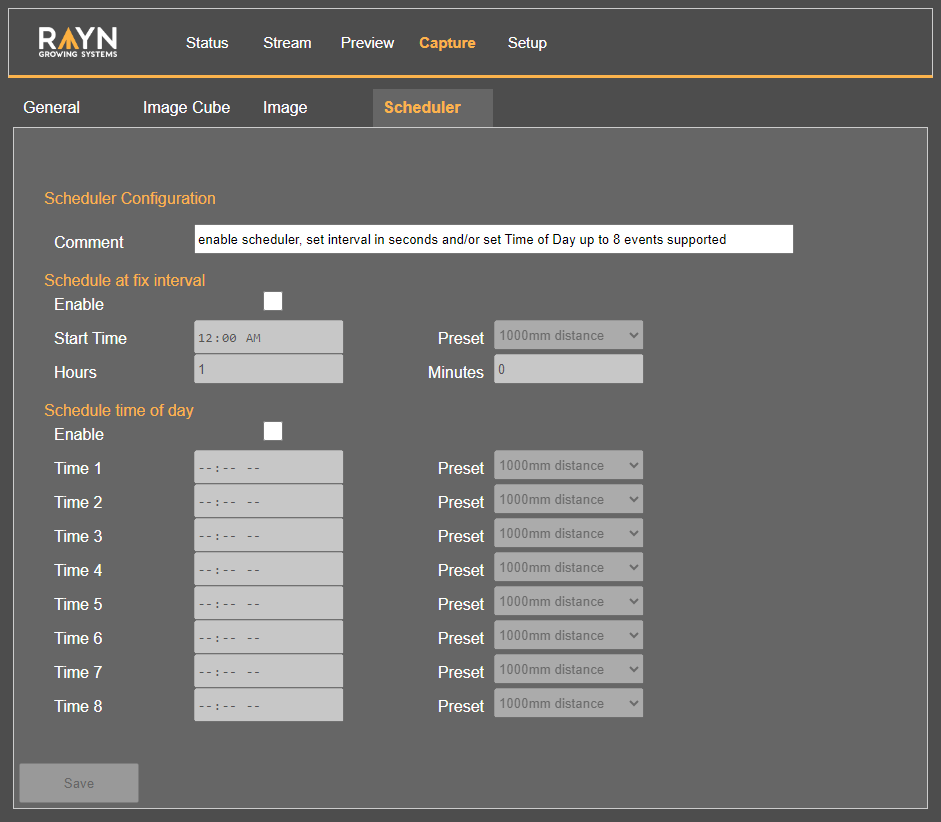 RAYN
GROWING SYSTEMS
Status Stream Preview Capture Setup
General Image Cube Image Scheduler
Scheduler Configuration
Comment enable scheduler, set interval in seconds and/or set Time of Day up to 8 events supported
Schedule at fix interval
Enable
Start Time 12:00 AM Preset 1000mm distance
Hours 1 Minutes 0
Schedule time of day
Enable
Time 1 --:-- -- Preset 1000mm distance
Time 2 --:-- -- Preset 1000mm distance
Time 3 --:-- -- Preset 1000mm distance
Time 4 --:-- -- Preset 1000mm distance
Time 5 --:-- -- Preset 1000mm distance
Time 6 --:-- -- Preset 1000mm distance
Time 7 --:-- -- Preset 1000mm distance
Time 8 --:-- -- Preset 1000mm distance
Save